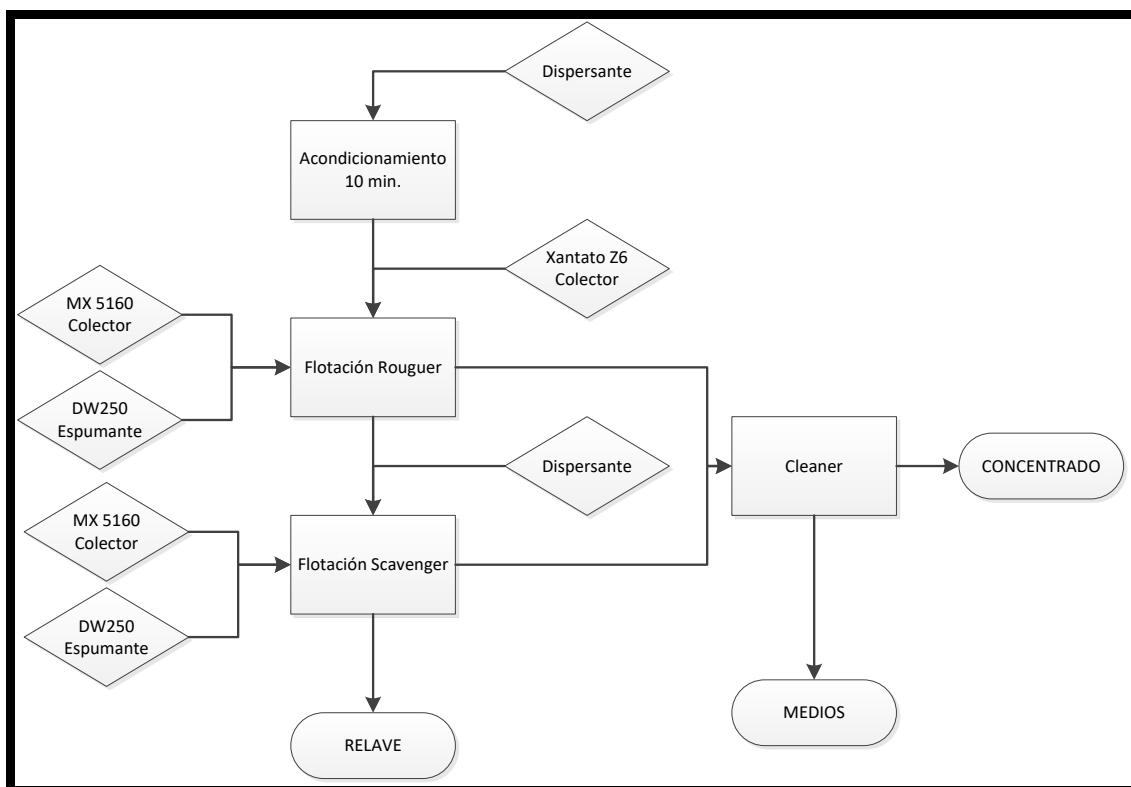 Dispersante
Acondicionamiento
10 min.
Xantato Z6
Colector
MX 5160
Colector
Flotación Rouguer
DW250
Espumante
Dispersante
Cleaner
CONCENTRADO
MX 5160
Colector
Flotación Scavenger
DW250
Espumante
MEDIOS
RELAVE